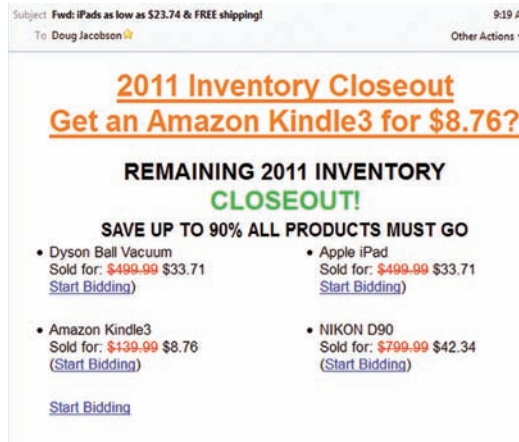 Subject Fwd: iPads as low as $23.74 & FREE shipping! 9:19 A
To Doug Jacobson
Other Actions
2011 Inventory Closeout
Get an Amazon Kindle3 for $8.76?
REMAINING 2011 INVENTORY
CLOSEOUT!
SAVE UP TO 90% ALL PRODUCTS MUST GO
• Dyson Ball Vacuum
Sold for: $499.99 $33.71
Start Bidding)
• Apple iPad
Sold for: $499.99 $33.71
Start Bidding)
• Amazon Kindle3
Sold for: $139.99 $8.76
(Start Bidding)
• NIKON D90
Sold for: $799.99 $42.34
(Start Bidding)
Start Bidding